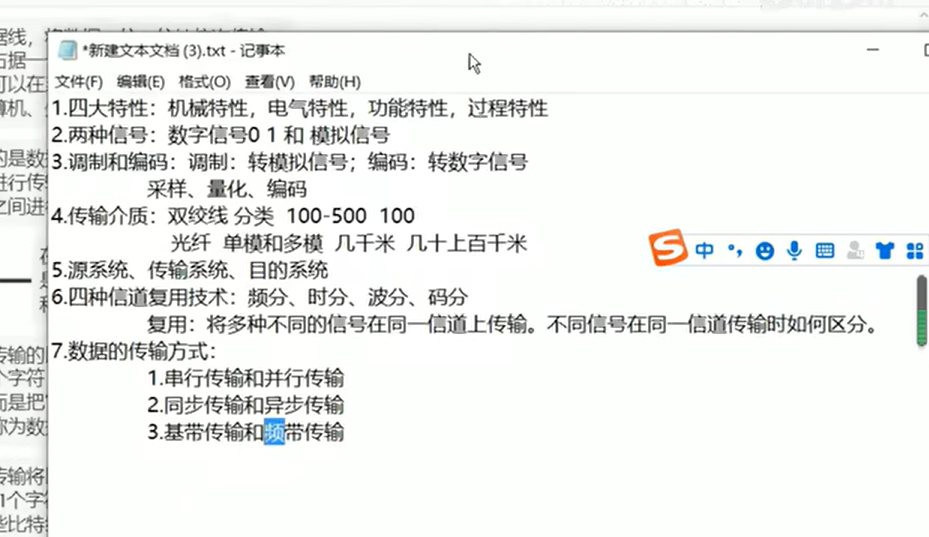 *新建文本文档 (3).txt - 记事本
文件(F) 编辑(E) 格式(O) 查看(V) 帮助(H)
1.四大特性：机械特性，电气特性，功能特性，过程特性
2.两种信号：数字信号0 1 和 模拟信号
3.调制和编码：调制：转模拟信号；编码：转数字信号
采样、量化、编码
4.传输介质：双绞线 分类 100-500 100
光纤 单模和多模 几千米 几十上百千米
中
5.源系统、传输系统、目的系统
6.四种信道复用技术：频分、时分、波分、码分
复用：将多种不同的信号在同一信道上传输。不同信号在同一信道传输时如何区分。
7.数据的传输方式：
1.串行传输和并行传输
2.同步传输和异步传输
3.基带传输和频带传输